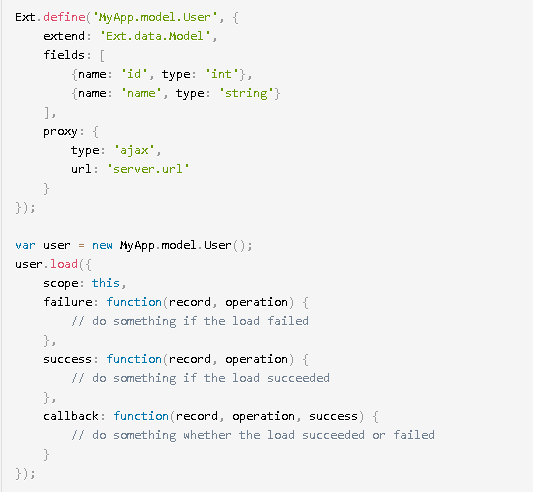 Ext.define('MyApp.model.User', {
    extend: 'Ext.data.Model',
    fields: [
        {name: 'id', type: 'int'},
        {name: 'name', type: 'string'}
    ],
    proxy: {
        type: 'ajax',
        url: 'server.url'
    }
});

var user = new MyApp.model.User();
user.load({
    scope: this,
    failure: function(record, operation) {
        // do something if the load failed
    },
    success: function(record, operation) {
        // do something if the load succeeded
    },
    callback: function(record, operation, success) {
        // do something whether the load succeeded or failed
    }
});